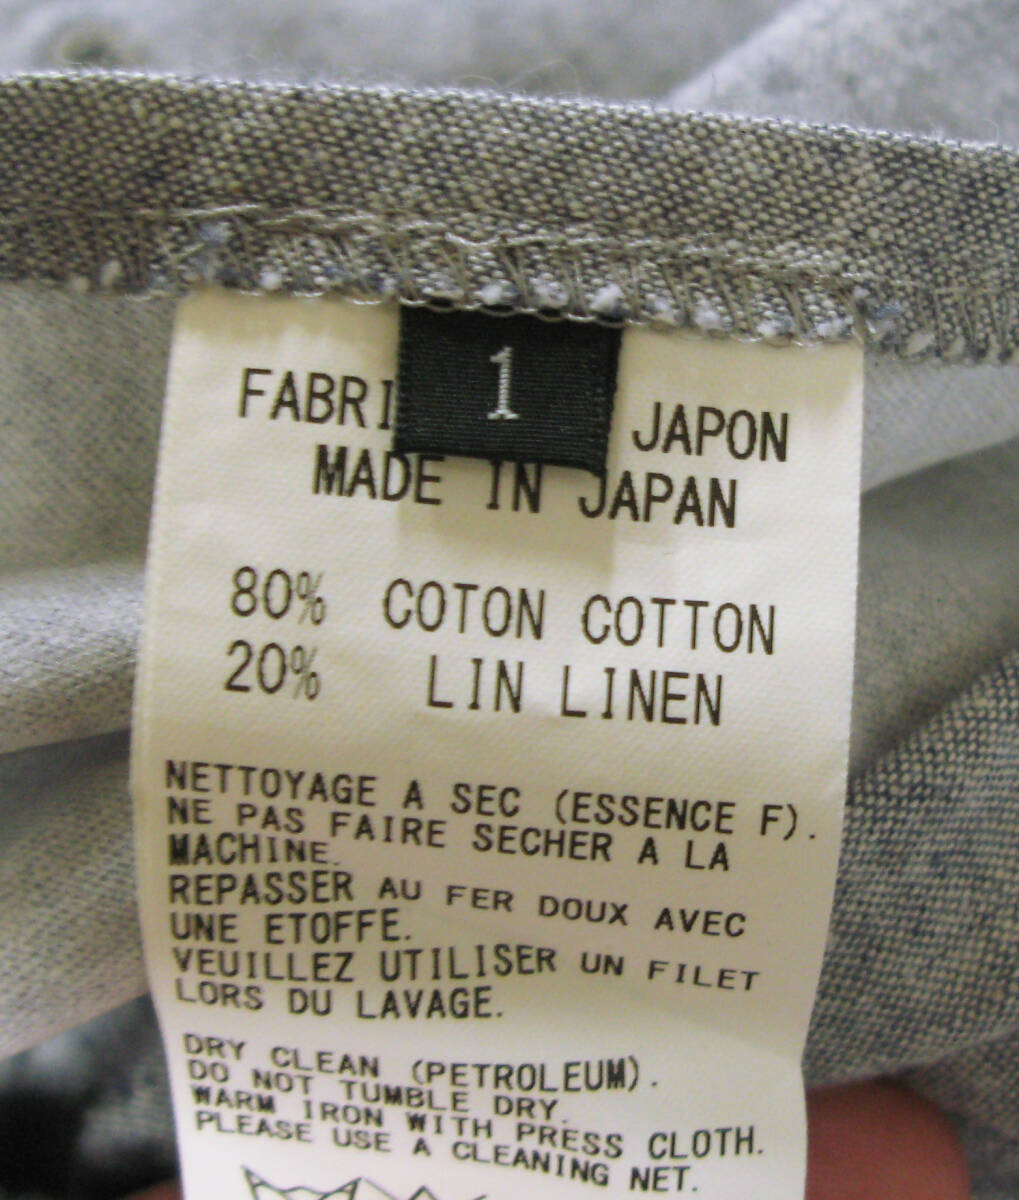 1
JAPON
MADE IN JAPAN
80% COTON COTTON
20% LIN LINEN
NETTOYAGE A SEC (ESSENCE F).
NE PAS FAIRE SECHER A LA
MACHINE.
REPASSER AU FER DOUX AVEC
UNE ETOFFE.
VEUILLEZ UTILISER UN FILET
LORS DU LAVAGE.
DRY CLEAN (PETROLEUM).
DO NOT TUMBLE DRY.
WARM IRON WITH PRESS CLOTH.
PLEASE USE A CLEANING NET.